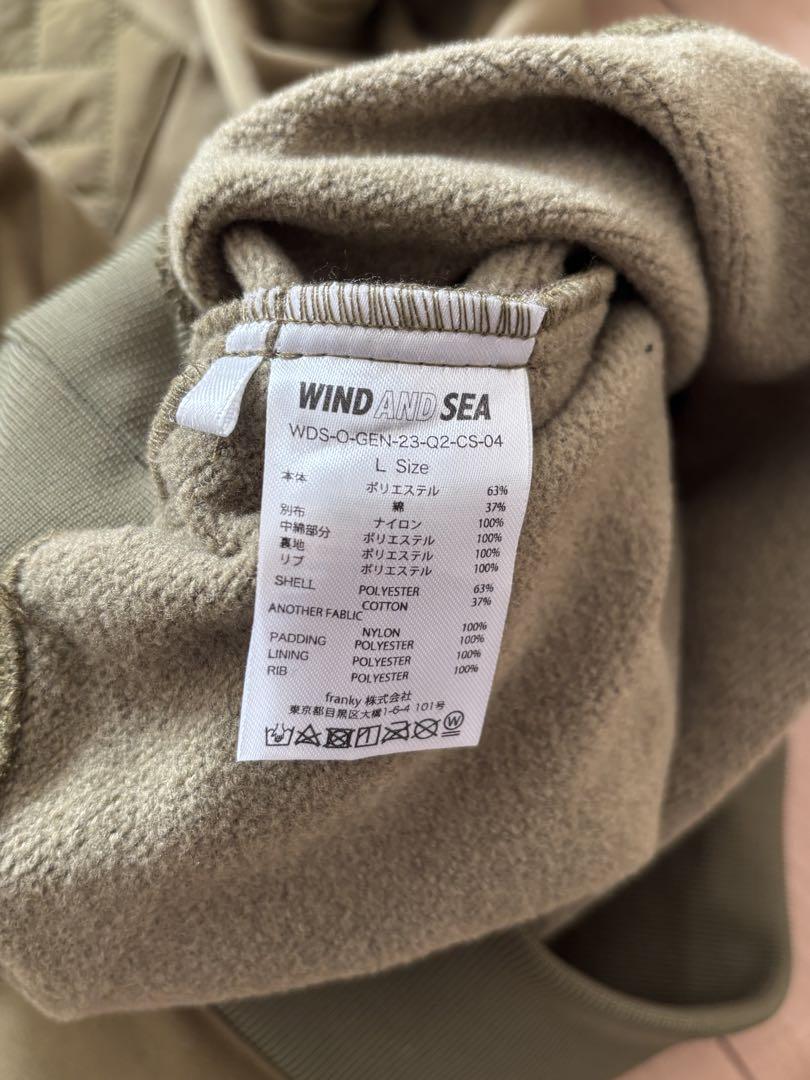 WIND AND SEA
WDS-O-GEN-23-Q2-CS-04
L Size
本体 ポリエステル 63%
綿 37%
別布 ナイロン 100%
中綿部分 ポリエステル 100%
裏地 ポリエステル 100%
リブ ポリエステル 100%
SHELL POLYESTER 63%
COTTON 37%
ANOTHER FABLIC NYLON 100%
PADDING POLYESTER 100%
LINING POLYESTER 100%
RIB POLYESTER 100%
franky 株式会社
東京都目黒区大橋1-6-4 101号
W